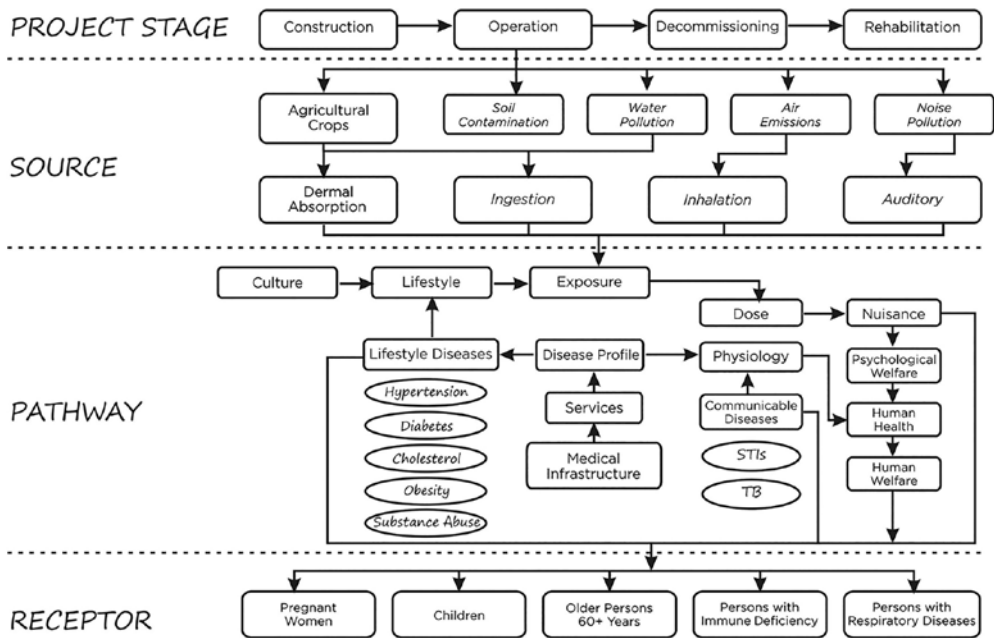 PROJECT STAGE
Construction
Operation
Decommissioning
Rehabilitation
SOURCE
Agricultural
Crops
Soil
Contamination
Water
Pollution
Air
Emissions
Noise
Pollution
Dermal
Absorption
Ingestion
Inhalation
Auditory
PATHWAY
Culture
Lifestyle
Exposure
Dose
Nuisance
Lifestyle Diseases
Disease Profile
Physiology
Psychological
Welfare
Hypertension
Diabetes
Cholesterol
Obesity
Substance Abuse
Services
Medical
Infrastructure
Communicable
Diseases
STIs
TB
Human
Health
Human
Welfare
RECEPTOR
Pregnant
Women
Children
Older Persons
60+ Years
Persons with
Immune Deficiency
Persons with
Respiratory Diseases